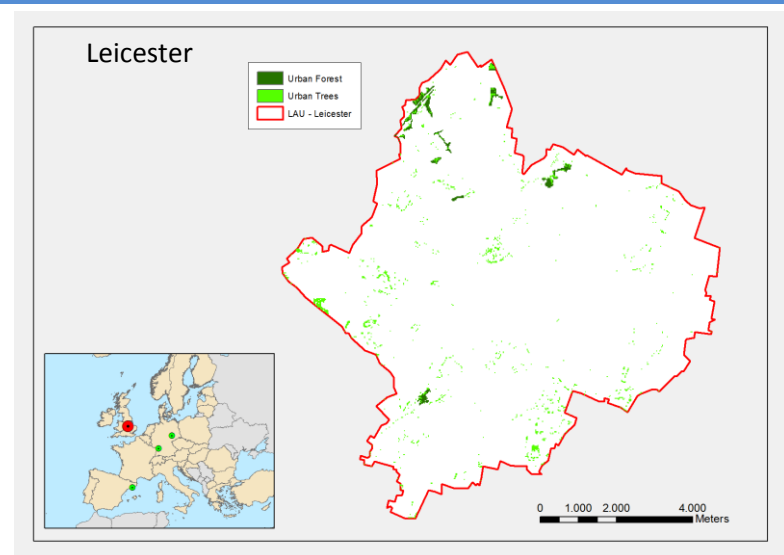 Leicester
Urban Forest
Urban Trees
LAU - Leicester
0 1.000 2.000 4.000
Meters